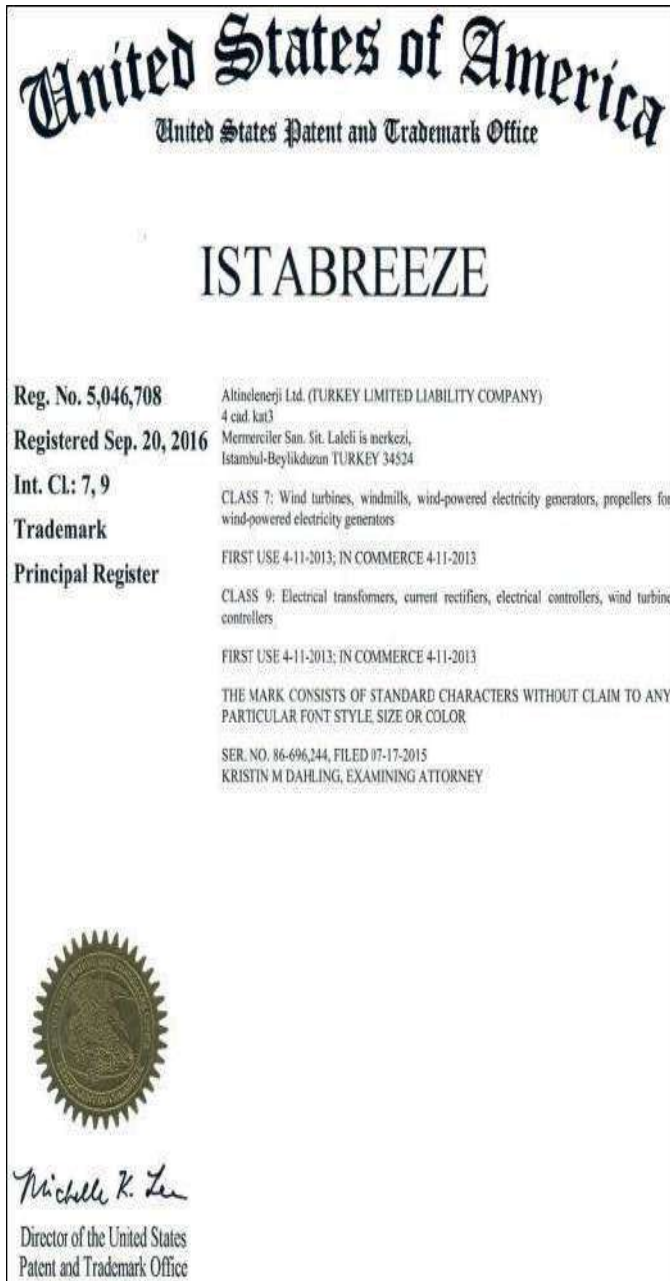 United States of America
United States Patent and Trademark Office
ISTABREEZE
Reg. No. 5,046,708
Registered Sep. 20, 2016
Int. Cl.: 7, 9
Trademark
Principal Register
Altinelenerji Ltd. (TURKEY LIMITED LIABILITY COMPANY)
4 cad. kat3
Mermerciler San. Sit. Laleli is merkezi,
Istambul-Beylikduzun TURKEY 34524
CLASS 7: Wind turbines, windmills, wind-powered electricity generators, propellers for
wind-powered electricity generators
FIRST USE 4-11-2013; IN COMMERCE 4-11-2013
CLASS 9: Electrical transformers, current rectifiers, electrical controllers, wind turbine
controllers
FIRST USE 4-11-2013; IN COMMERCE 4-11-2013
THE MARK CONSISTS OF STANDARD CHARACTERS WITHOUT CLAIM TO ANY
PARTICULAR FONT STYLE, SIZE OR COLOR
SER. NO. 86-696,244, FILED 07-17-2015
KRISTIN M DAHLING, EXAMINING ATTORNEY
Michelle K. Lee
Director of the United States
Patent and Trademark Office